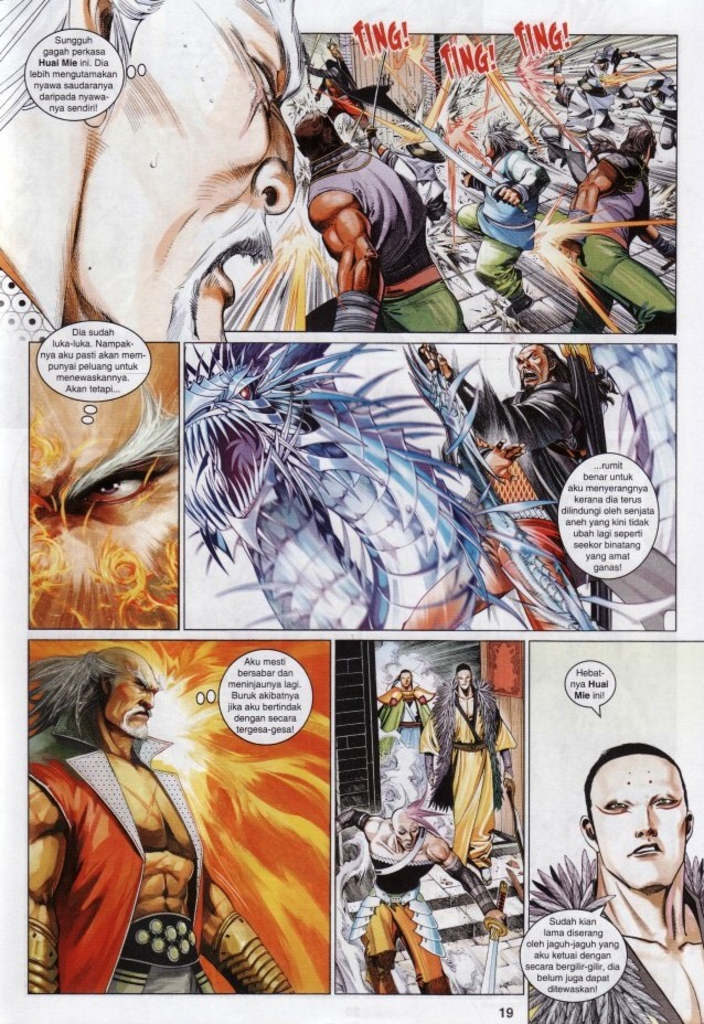 Sungguh
gagah perkasa
Huai Mie ini. Dia
lebih mengutamakan
nyawa saudaranya
daripada nyawa-
nya sendiri!
TING!
TING!
TING!
Dia sudah
luka-luka. Nampak-
nya aku pasti akan mem-
punyai peluang untuk
menewaskannya.
Akan tetapi...
...rumit
benar untuk
aku menyerangnya
kerana dia terus
dilindungi oleh senjata
aneh yang kini tidak
ubah lagi seperti
seekor binatang
yang amat
ganas!
Aku mesti
bersabar dan
meninjaunya lagi.
Buruk akibatnya
jika aku bertindak
dengan secara
tergesa-gesa!
Hebat-
nya Huai
Mie ini!
Sudah kian
lama diserang
oleh jaguh-jaguh yang
aku ketuai dengan
secara bergilir-gilir, dia
belum juga dapat
ditewaskan!
19